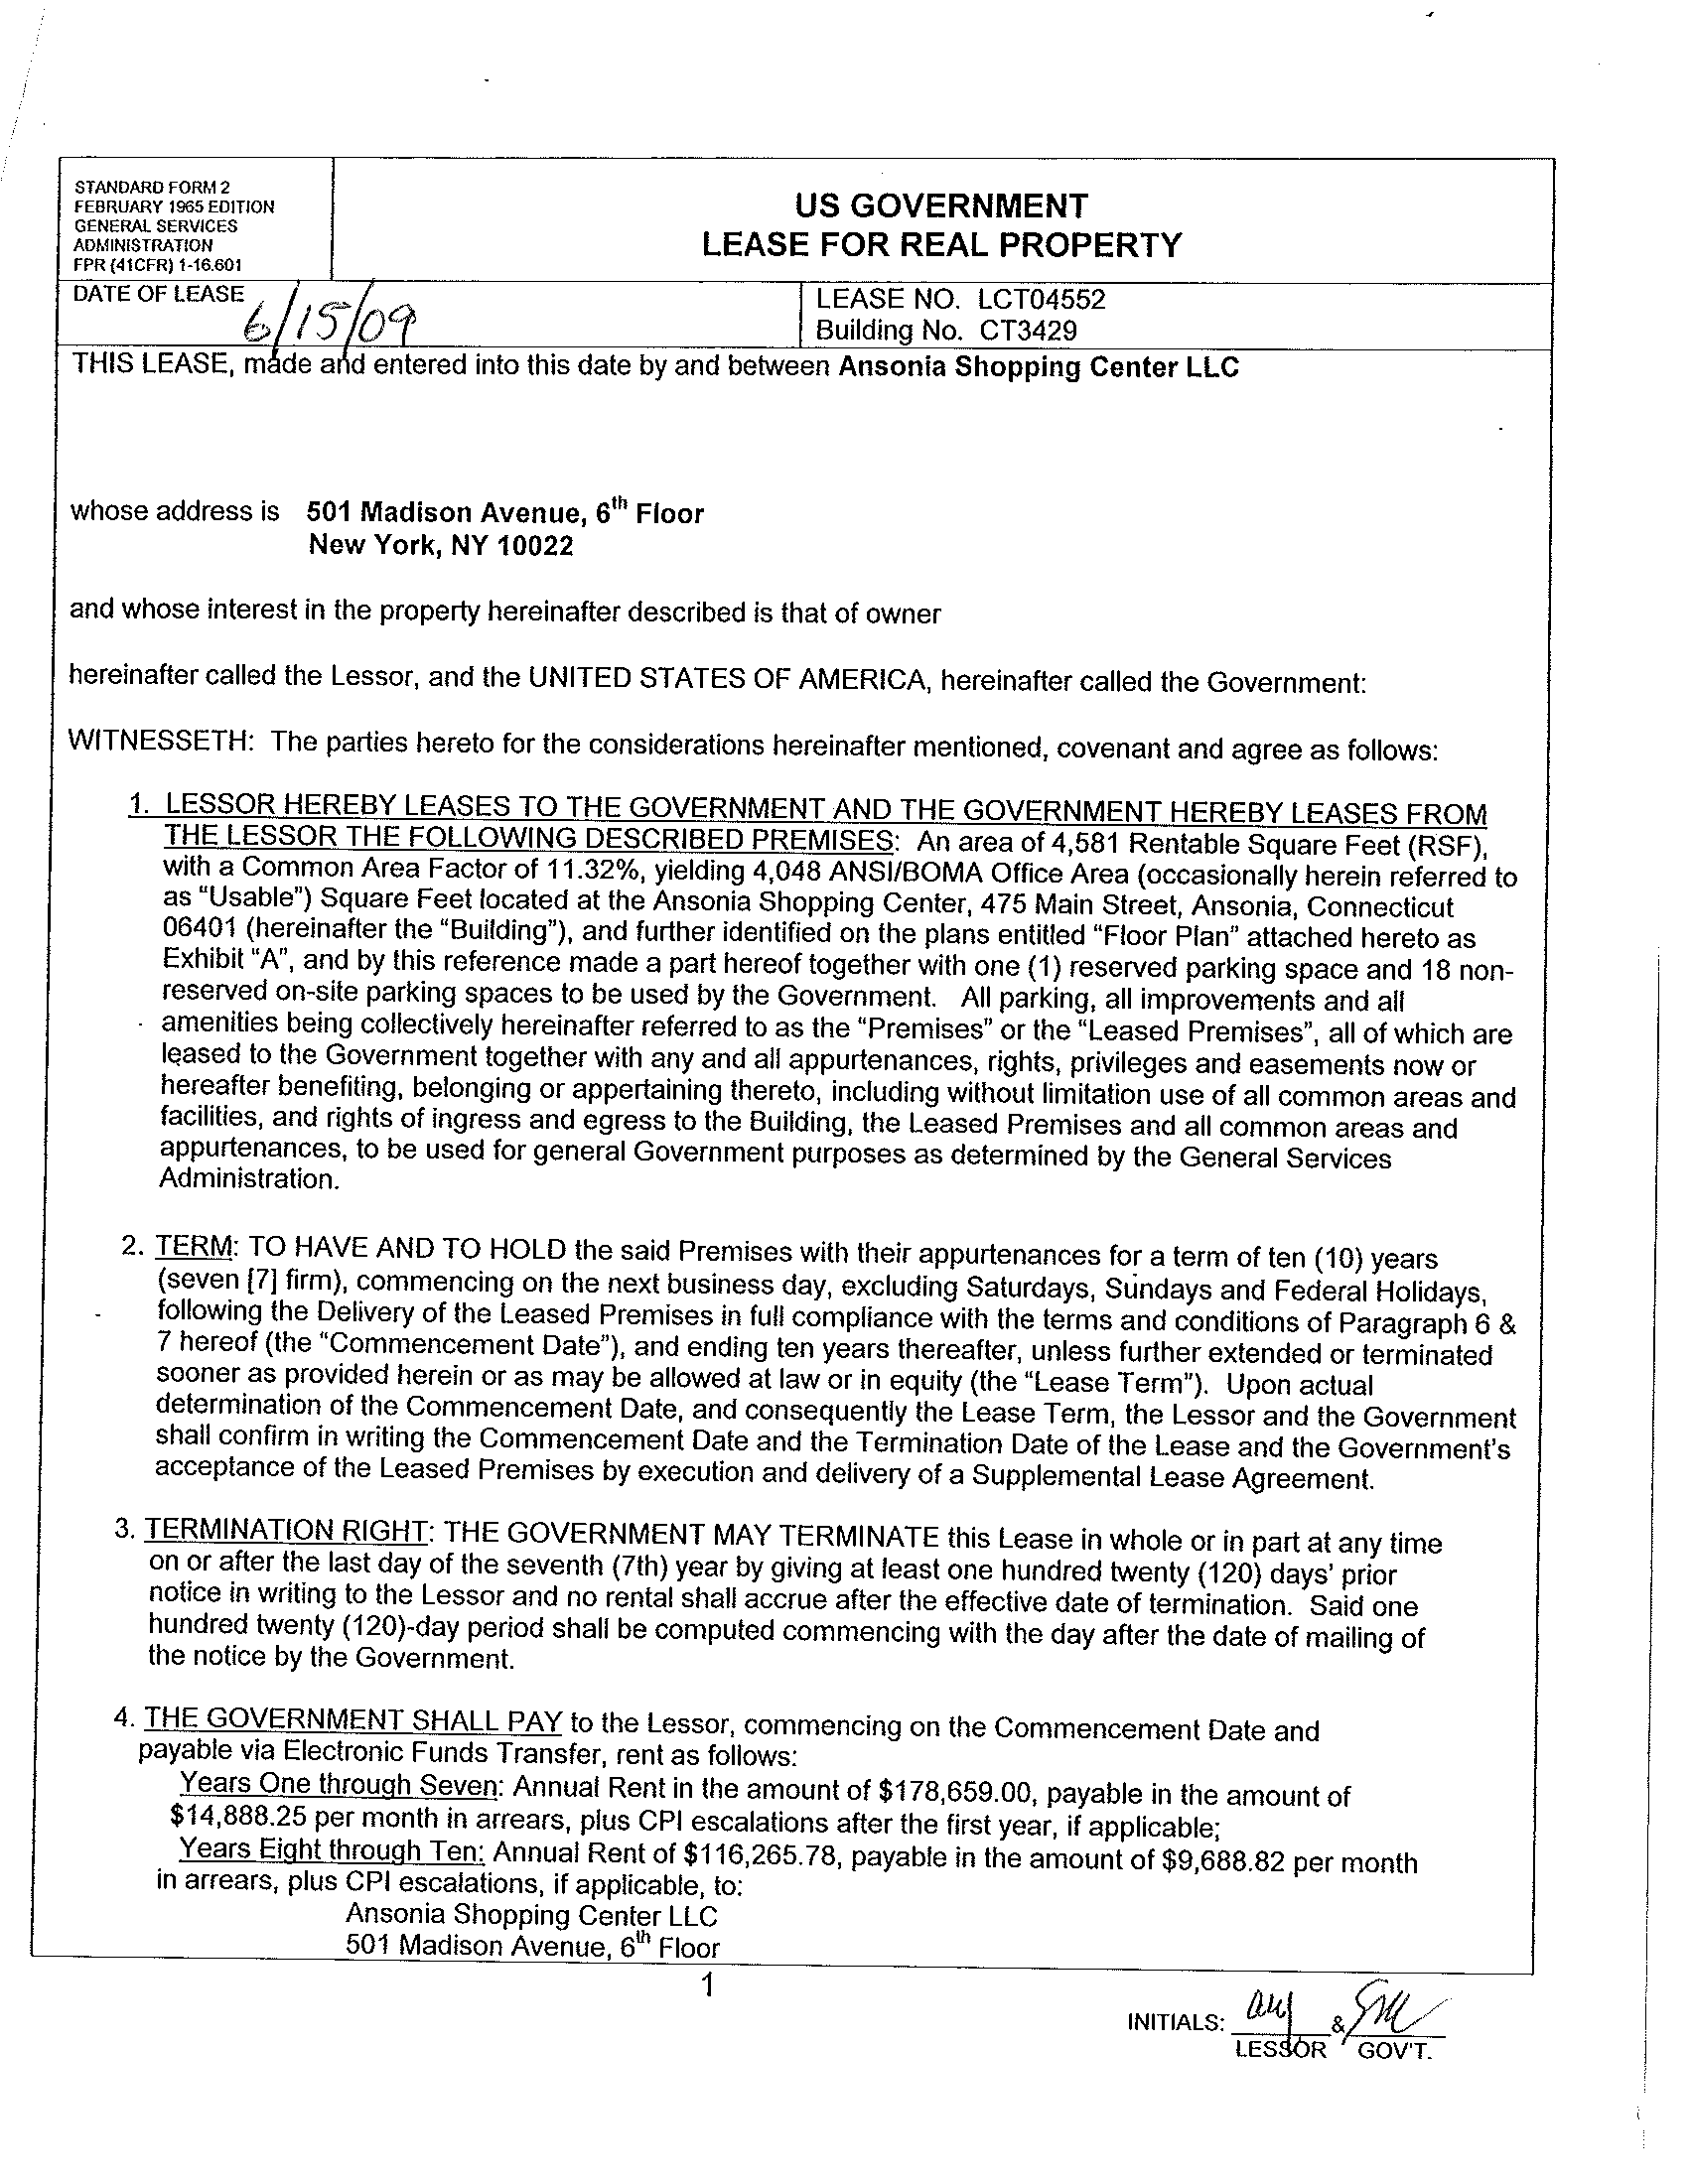 STANDARD FORM 2
FEBRUARY 1965 EDITION
GENERAL SERVICES
ADMINISTRATION
FPR (41CFR) 1-16.601
US GOVERNMENT
LEASE FOR REAL PROPERTY
DATE OF LEASE 6/15/09
LEASE NO. LCT04552
Building No. CT3429
THIS LEASE, made and entered into this date by and between Ansonia Shopping Center LLC
whose address is 501 Madison Avenue, 6th Floor
New York, NY 10022
and whose interest in the property hereinafter described is that of owner
hereinafter called the Lessor, and the UNITED STATES OF AMERICA, hereinafter called the Government:
WITNESSETH: The parties hereto for the considerations hereinafter mentioned, covenant and agree as follows:
1. LESSOR HEREBY LEASES TO THE GOVERNMENT AND THE GOVERNMENT HEREBY LEASES FROM
THE LESSOR THE FOLLOWING DESCRIBED PREMISES: An area of 4,581 Rentable Square Feet (RSF),
with a Common Area Factor of 11.32%, yielding 4,048 ANSI/BOMA Office Area (occasionally herein referred to
as "Usable") Square Feet located at the Ansonia Shopping Center, 475 Main Street, Ansonia, Connecticut
06401 (hereinafter the "Building"), and further identified on the plans entitled "Floor Plan" attached hereto as
Exhibit "A", and by this reference made a part hereof together with one (1) reserved parking space and 18 non-
reserved on-site parking spaces to be used by the Government. All parking, all improvements and all
amenities being collectively hereinafter referred to as the "Premises" or the "Leased Premises", all of which are
leased to the Government together with any and all appurtenances, rights, privileges and easements now or
hereafter benefiting, belonging or appertaining thereto, including without limitation use of all common areas and
facilities, and rights of ingress and egress to the Building, the Leased Premises and all common areas and
appurtenances, to be used for general Government purposes as determined by the General Services
Administration.
2. TERM: TO HAVE AND TO HOLD the said Premises with their appurtenances for a term of ten (10) years
(seven [7] firm), commencing on the next business day, excluding Saturdays, Sundays and Federal Holidays,
following the Delivery of the Leased Premises in full compliance with the terms and conditions of Paragraph 6 &
7 hereof (the "Commencement Date"), and ending ten years thereafter, unless further extended or terminated
sooner as provided herein or as may be allowed at law or in equity (the "Lease Term"). Upon actual
determination of the Commencement Date, and consequently the Lease Term, the Lessor and the Government
shall confirm in writing the Commencement Date and the Termination Date of the Lease and the Government's
acceptance of the Leased Premises by execution and delivery of a Supplemental Lease Agreement.
3. TERMINATION RIGHT: THE GOVERNMENT MAY TERMINATE this Lease in whole or in part at any time
on or after the last day of the seventh (7th) year by giving at least one hundred twenty (120) days' prior
notice in writing to the Lessor and no rental shall accrue after the effective date of termination. Said one
hundred twenty (120)-day period shall be computed commencing with the day after the date of mailing of
the notice by the Government.
4. THE GOVERNMENT SHALL PAY to the Lessor, commencing on the Commencement Date and
payable via Electronic Funds Transfer, rent as follows:
Years One through Seven: Annual Rent in the amount of $178,659.00, payable in the amount of
$14,888.25 per month in arrears, plus CPI escalations after the first year, if applicable;
Years Eight through Ten: Annual Rent of $116,265.78, payable in the amount of $9,688.82 per month
in arrears, plus CPI escalations, if applicable, to:
Ansonia Shopping Center LLC
501 Madison Avenue, 6th Floor
1
INITIALS: &
LESSOR GOV'T.